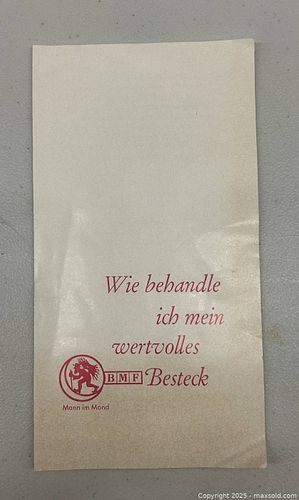 Wie behandle
ich mein
wertvolles
BMF Besteck
Mann im Mond
Copyright © 2025 - maxsold.com